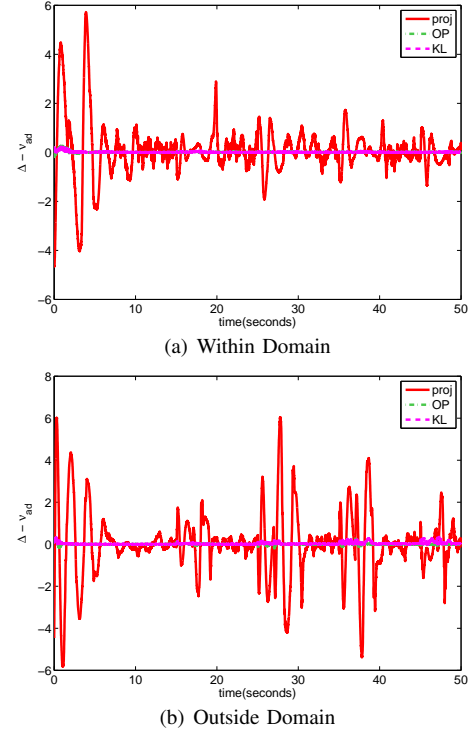 6
4
2
0
−2
−4
−6
Δ − ν_ad
proj
OP
KL
0 10 20 30 40 50
time(seconds)
(a) Within Domain
8
6
4
2
0
−2
−4
−6
Δ − ν_ad
proj
OP
KL
0 10 20 30 40 50
time(seconds)
(b) Outside Domain